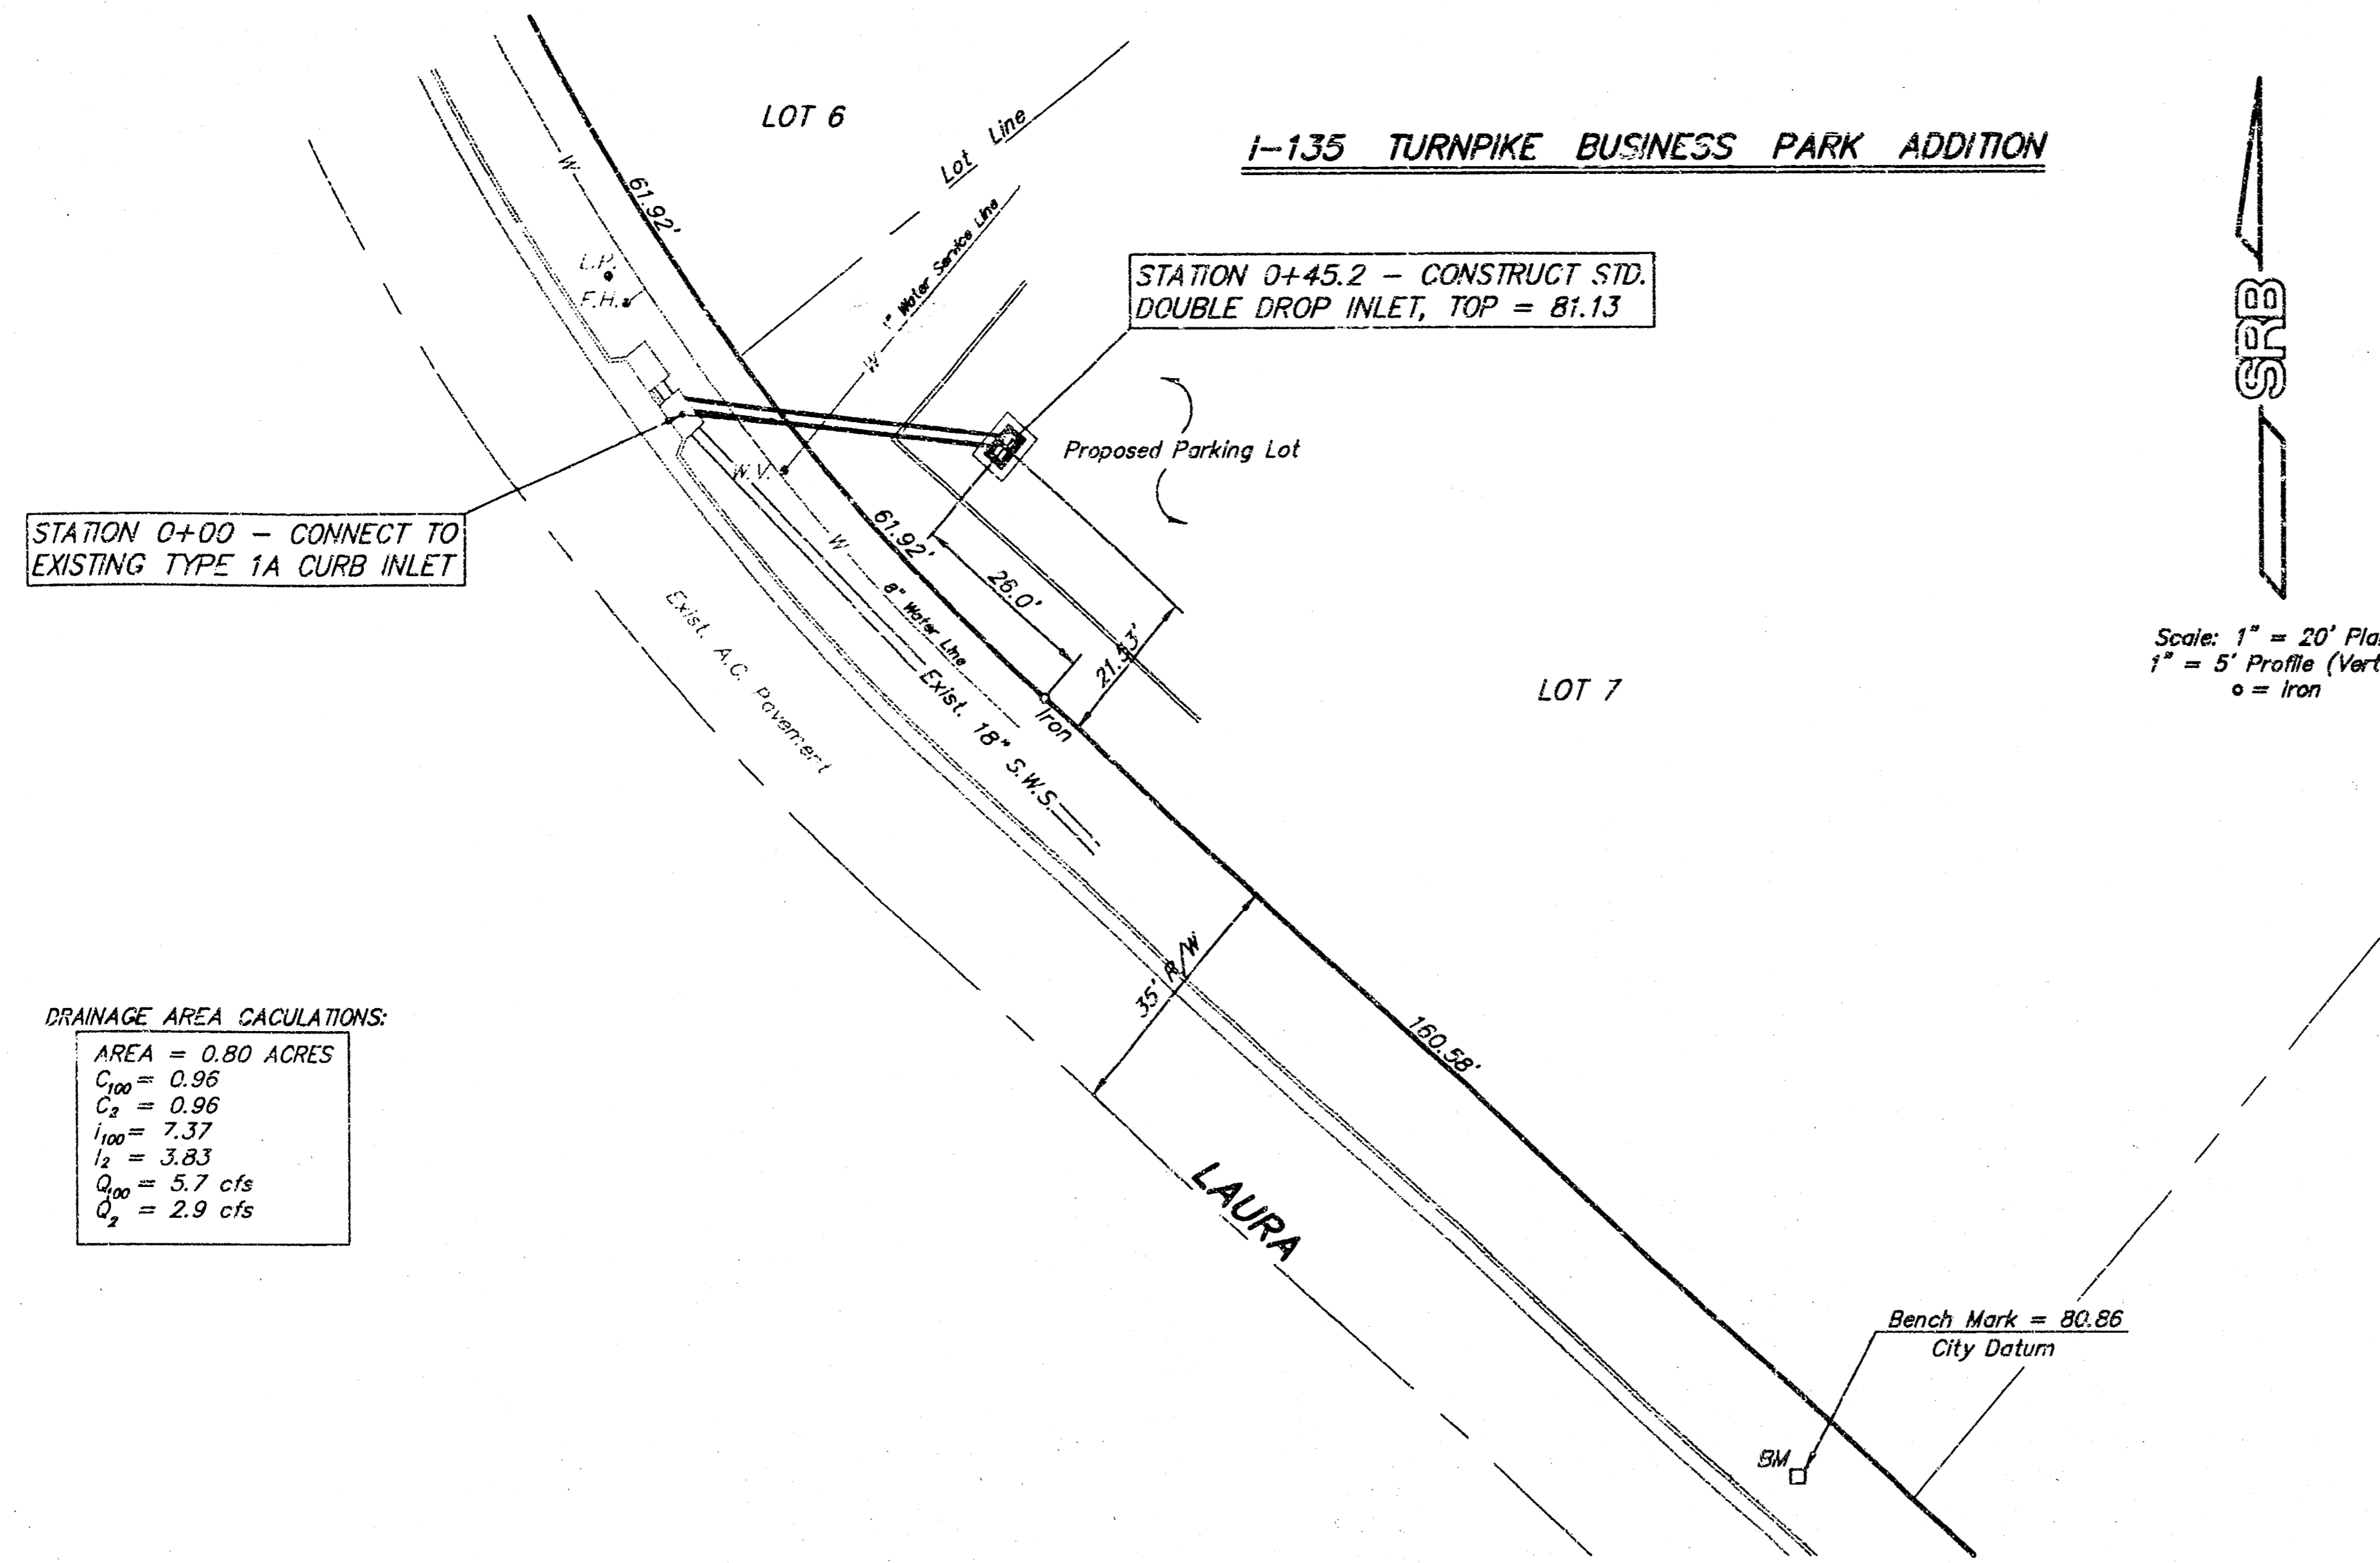 LOT 6
Lot Line
I-135 TURNPIKE BUSINESS PARK ADDITION
W
61.92'
1" Water Service Line
L.P.
F.H.
STATION 0+45.2 - CONSTRUCT STD.
DOUBLE DROP INLET, TOP = 81.13
SRB
W
Proposed Parking Lot
W.V.
STATION 0+00 - CONNECT TO
EXISTING TYPE 1A CURB INLET
61.92'
W
26.0'
8" Water Line
Exist. A.C. Pavement
Exist. 18" S.W.S.
Iron
LOT 7
Scale: 1" = 20'
1" = 5' Profile
o = Iron
35' R/W
DRAINAGE AREA CACULATIONS:
AREA = 0.80 ACRES
C100 = 0.96
C2 = 0.96
i100 = 7.37
I2 = 3.83
Q100 = 5.7 cfs
Q2 = 2.9 cfs
160.58'
LAURA
Bench Mark = 80.86
City Datum
BM